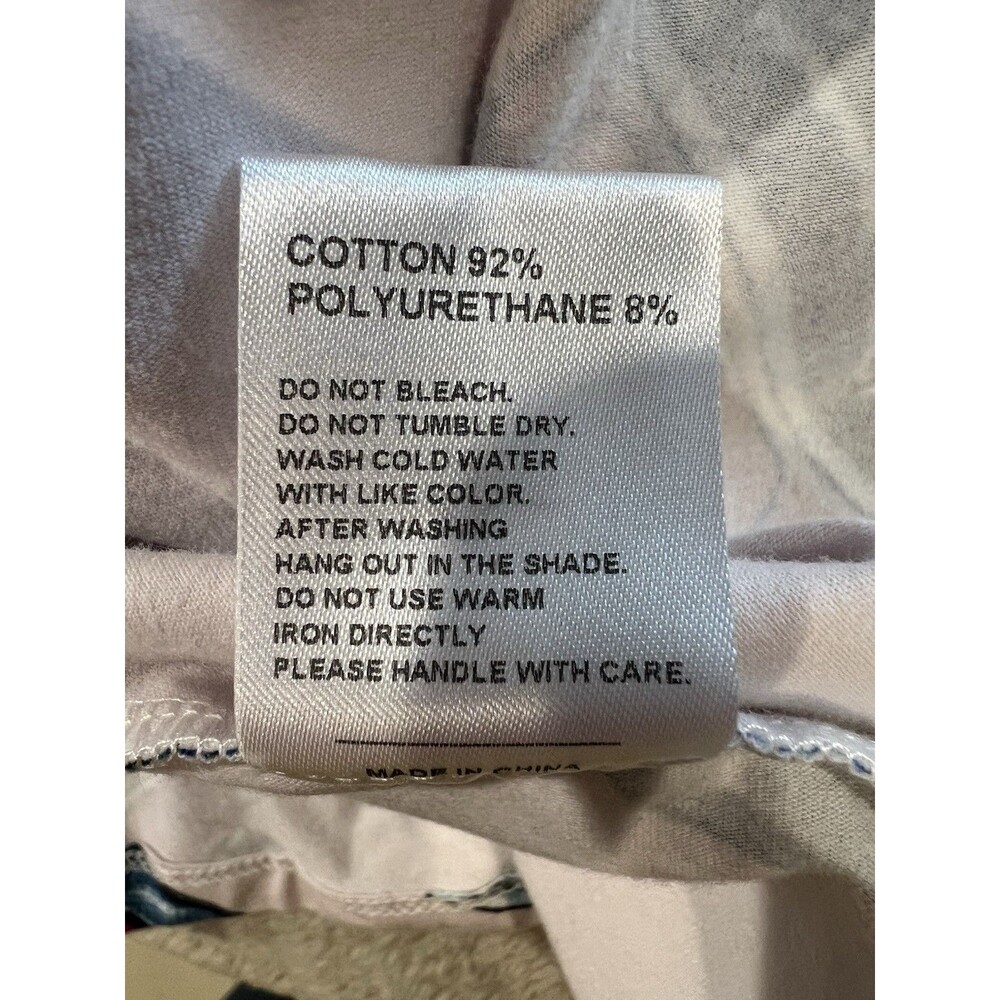 COTTON 92%
POLYURETHANE 8%
DO NOT BLEACH.
DO NOT TUMBLE DRY.
WASH COLD WATER
WITH LIKE COLOR.
AFTER WASHING
HANG OUT IN THE SHADE.
DO NOT USE WARM
IRON DIRECTLY
PLEASE HANDLE WITH CARE.
MADE IN CHINA